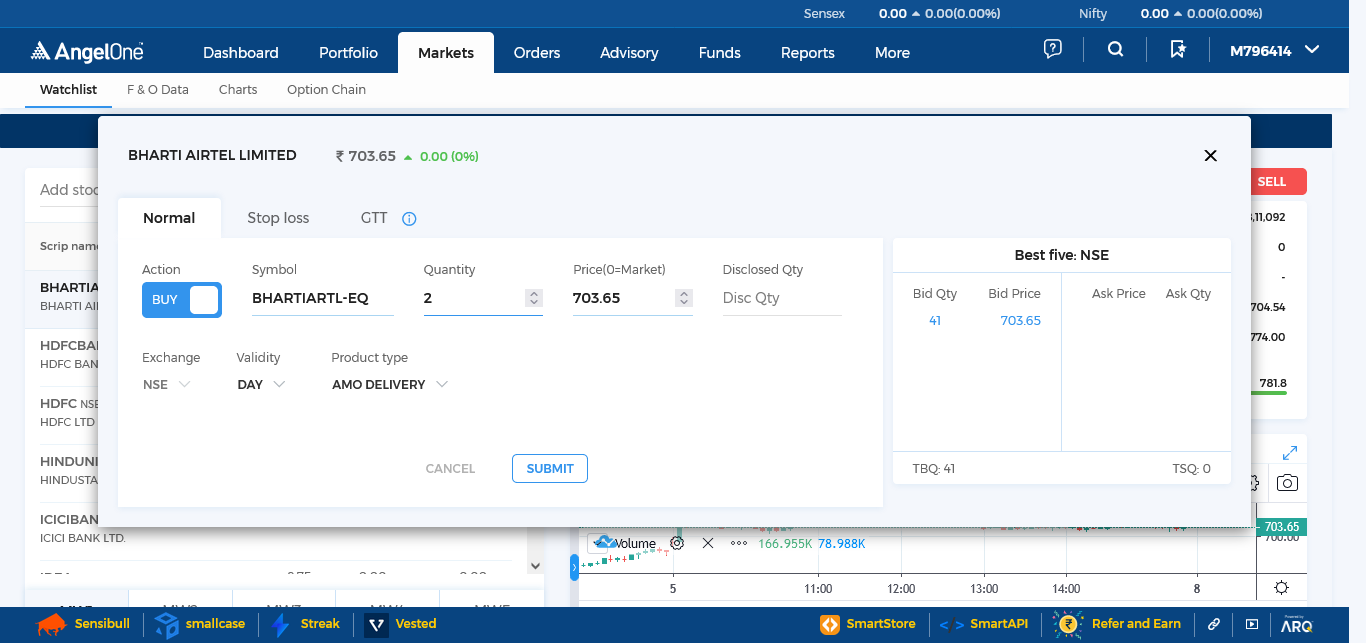 Sensex 0.00 0.00(0.00%) Nifty 0.00 0.00(0.00%)
AngelOne Dashboard Portfolio Markets Orders Advisory Funds Reports More M796414
Watchlist F & O Data Charts Option Chain
BHARTI AIRTEL LIMITED ₹ 703.65 0.00 (0%)
Add stoc
SELL
Normal Stop loss GTT
,11,092
Scrip name
0
Best five: NSE
Action Symbol Quantity Price(0=Market) Disclosed Qty
BUY BHARTIARTL-EQ 2 703.65 Disc Qty
Bid Qty Bid Price Ask Price Ask Qty
41 703.65
BHARTIA
BHARTI AI
-
704.54
774.00
781.8
Exchange Validity Product type
NSE DAY AMO DELIVERY
HDFCBA
HDFC BAN
HDFC NSE
HDFC LTD
CANCEL SUBMIT
TBQ: 41 TSQ: 0
HINDUNI
HINDUSTA
ICICIBAN
ICICI BANK LTD.
703.65
700.00
Volume 166.955K 78.988K
5 11:00 12:00 13:00 14:00 8
Sensibull smallcase Streak Vested SmartStore SmartAPI Refer and Earn ARQ